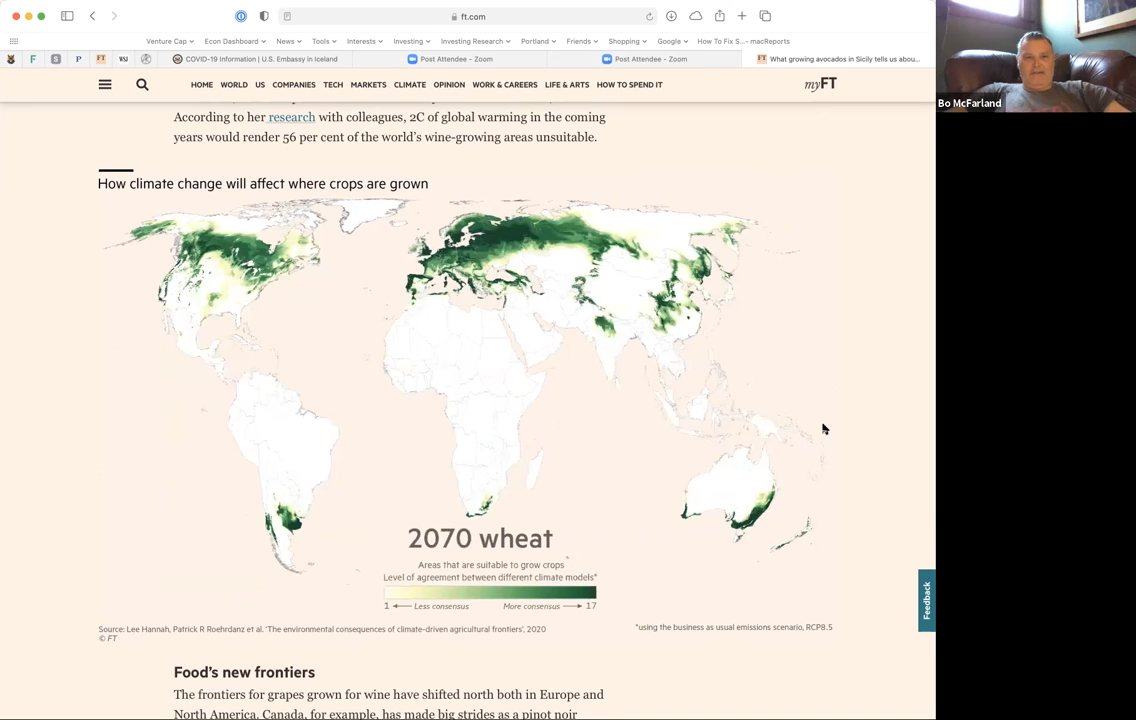 ft.com
Venture Cap Econ Dashboard News Tools Interests Investing Investing Research Portland Friends Shopping Google How To Fix S...- macReports
F S P FT WSJ COVID-19 Information | U.S. Embassy in Iceland Post Attendee - Zoom Post Attendee - Zoom FT What growing avocados in Sicily tells us abou...
HOME WORLD US COMPANIES TECH MARKETS CLIMATE OPINION WORK & CAREERS LIFE & ARTS HOW TO SPEND IT myFT
Bo McFarland
According to her research with colleagues, 2C of global warming in the coming
years would render 56 per cent of the world's wine-growing areas unsuitable.
How climate change will affect where crops are grown
2070 wheat
Areas that are suitable to grow crops
Level of agreement between different climate models*
1 Less consensus More consensus 17
Feedback
Source: Lee Hannah, Patrick R Roehrdanz et al. 'The environmental consequences of climate-driven agricultural frontiers', 2020
© FT
*using the business as usual emissions scenario, RCP8.5
Food's new frontiers
The frontiers for grapes grown for wine have shifted north both in Europe and
North America. Canada, for example, has made big strides as a pinot noir